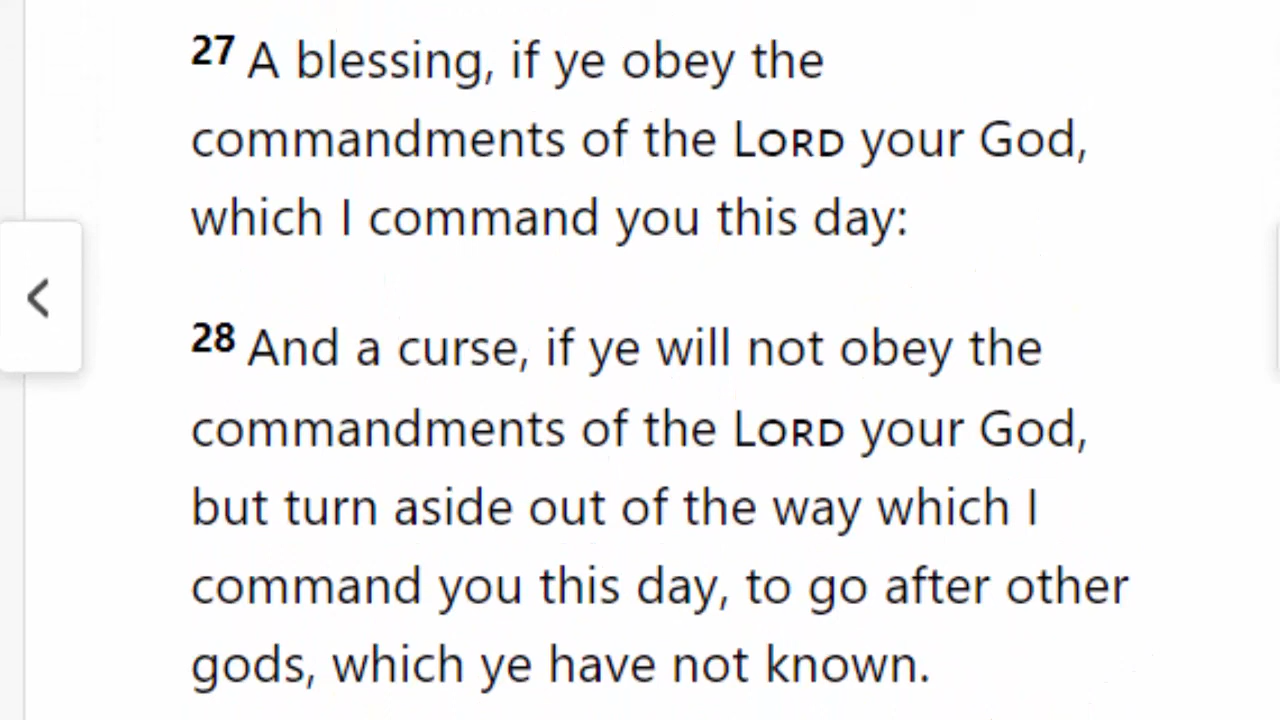 27 A blessing, if ye obey the
commandments of the LORD your God,
which I command you this day:
28 And a curse, if ye will not obey the
commandments of the LORD your God,
but turn aside out of the way which I
command you this day, to go after other
gods, which ye have not known.